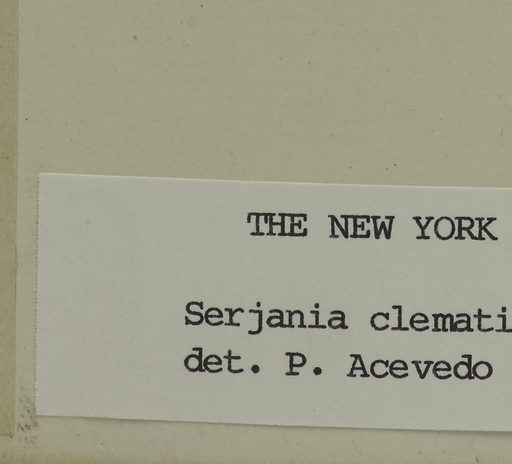 THE NEW YORK
Serjania clemati
det. P. Acevedo